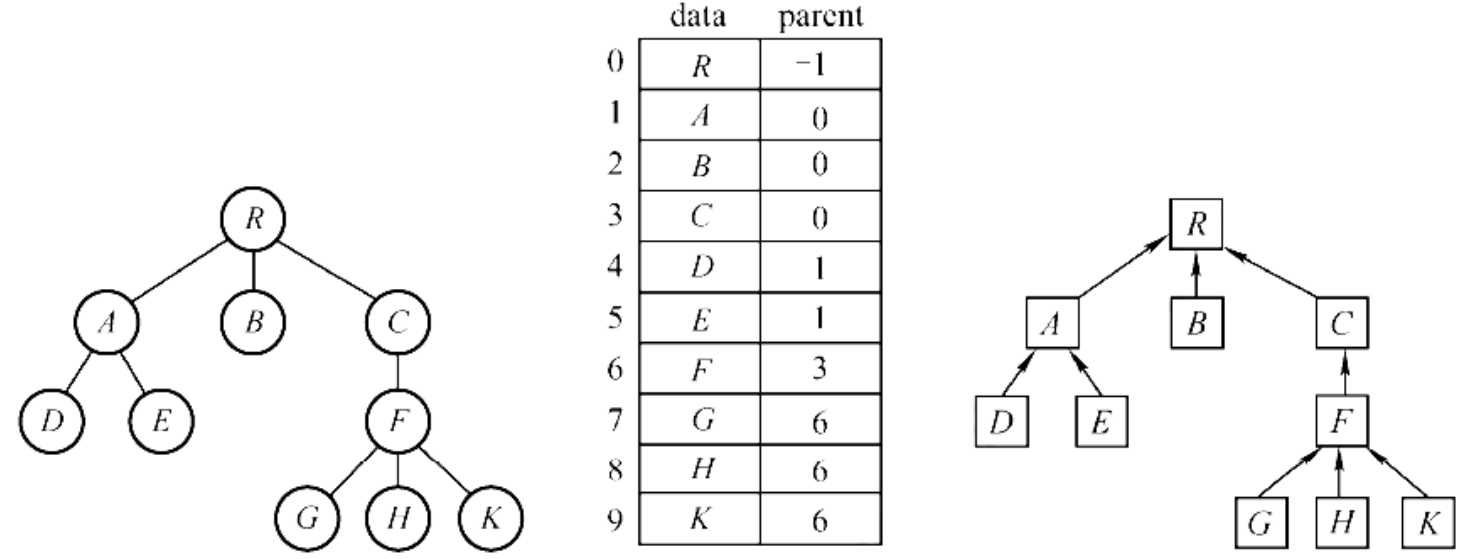 R
A B C
D E F
G H K
data parent
0 R -1
1 A 0
2 B 0
3 C 0
4 D 1
5 E 1
6 F 3
7 G 6
8 H 6
9 K 6
R
A B C
D E F
G H K